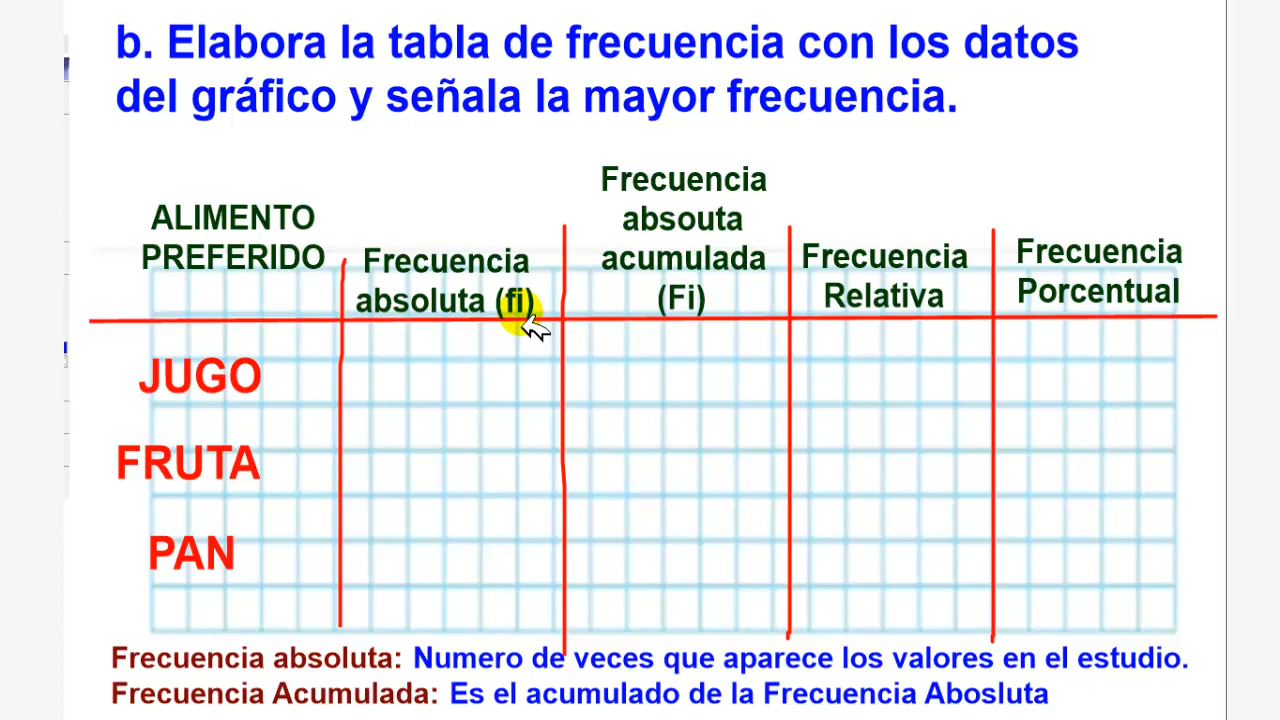 b. Elabora la tabla de frecuencia con los datos
del gráfico y señala la mayor frecuencia.
ALIMENTO
PREFERIDO
Frecuencia
absoluta (fi)
Frecuencia
absouta
acumulada
(Fi)
Frecuencia
Relativa
Frecuencia
Porcentual
JUGO
FRUTA
PAN
Frecuencia absoluta: Numero de veces que aparece los valores en el estudio.
Frecuencia Acumulada: Es el acumulado de la Frecuencia Abosluta